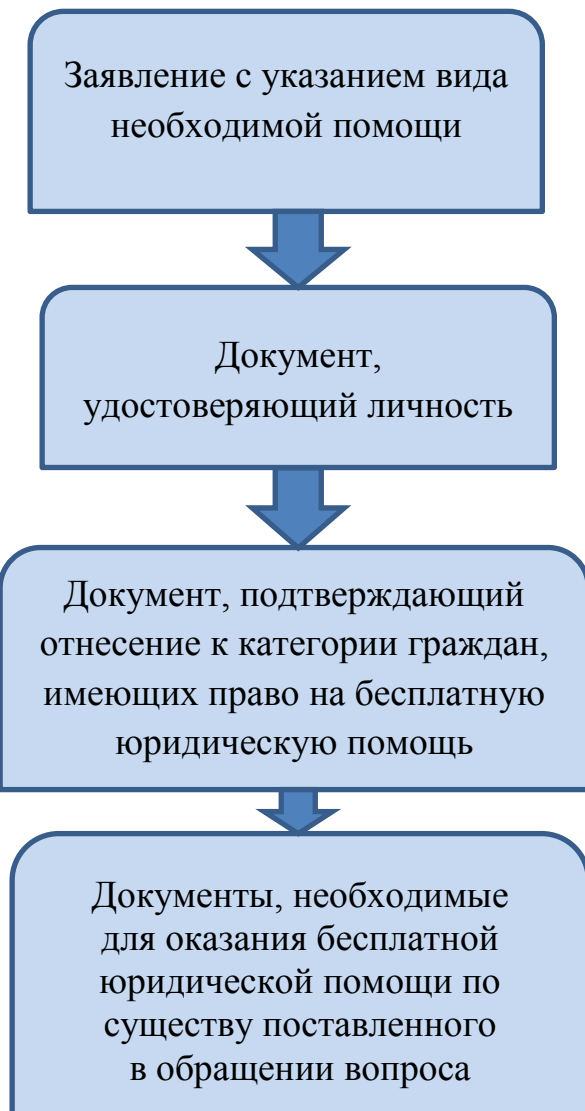 Заявление с указанием вида
необходимой помощи
Документ,
удостоверяющий личность
Документ, подтверждающий
отнесение к категории граждан,
имеющих право на бесплатную
юридическую помощь
Документы, необходимые
для оказания бесплатной
юридической помощи по
существу поставленного
в обращении вопроса